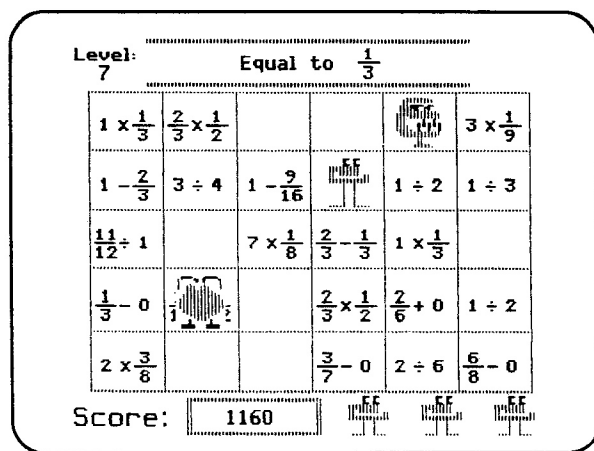 Level:
7
Equal to 1/3
1 x 1/3 2/3 x 1/2 3 x 1/9
1 - 2/3 3 ÷ 4 1 - 9/16 1 ÷ 2 1 ÷ 3
11/12 ÷ 1 7 x 1/8 2/3 - 1/3 1 x 1/3
1/3 - 0 2/3 x 1/2 2/6 + 0 1 ÷ 2
2 x 3/8 3/7 - 0 2 ÷ 6 6/8 - 0
Score: 1160